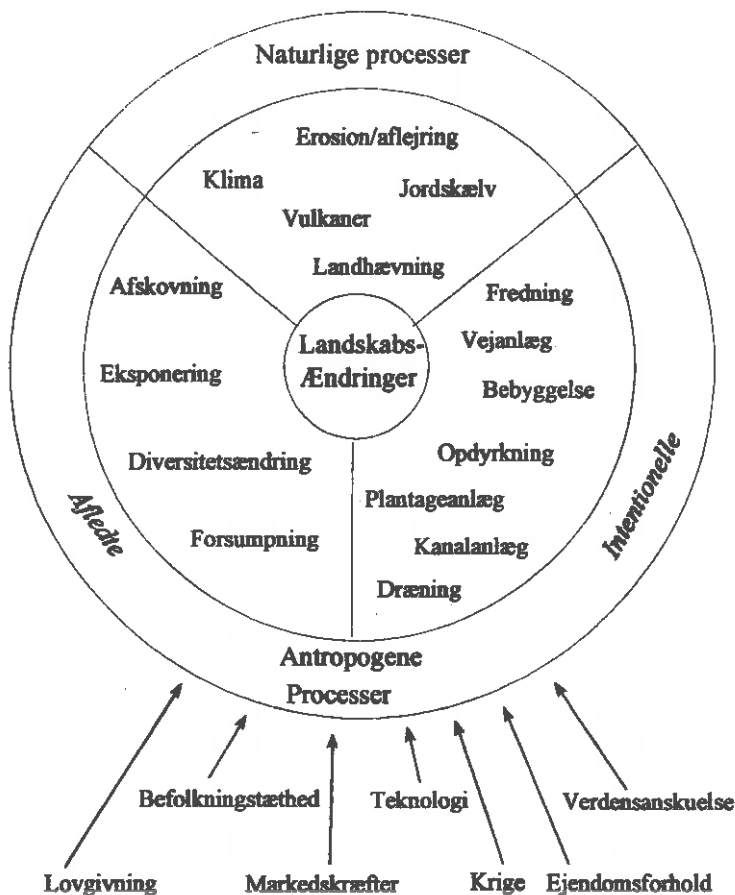 Naturlige processer
Erosion/aflejring
Klima
Jordskælv
Vulkaner
Landhævning
Afskovning
Fredning
Landskabs-
Ændringer
Vejanlæg
Eksponering
Bebyggelse
Opdyrkning
Diversitetsændring
Plantageanlæg
Afledte
Intentionelle
Forsumpning
Kanalanlæg
Dræning
Antropogene
Processer
Befolkningstæthed
Teknologi
Verdensanskuelse
Lovgivning
Markedskræfter
Krige
Ejendomsforhold